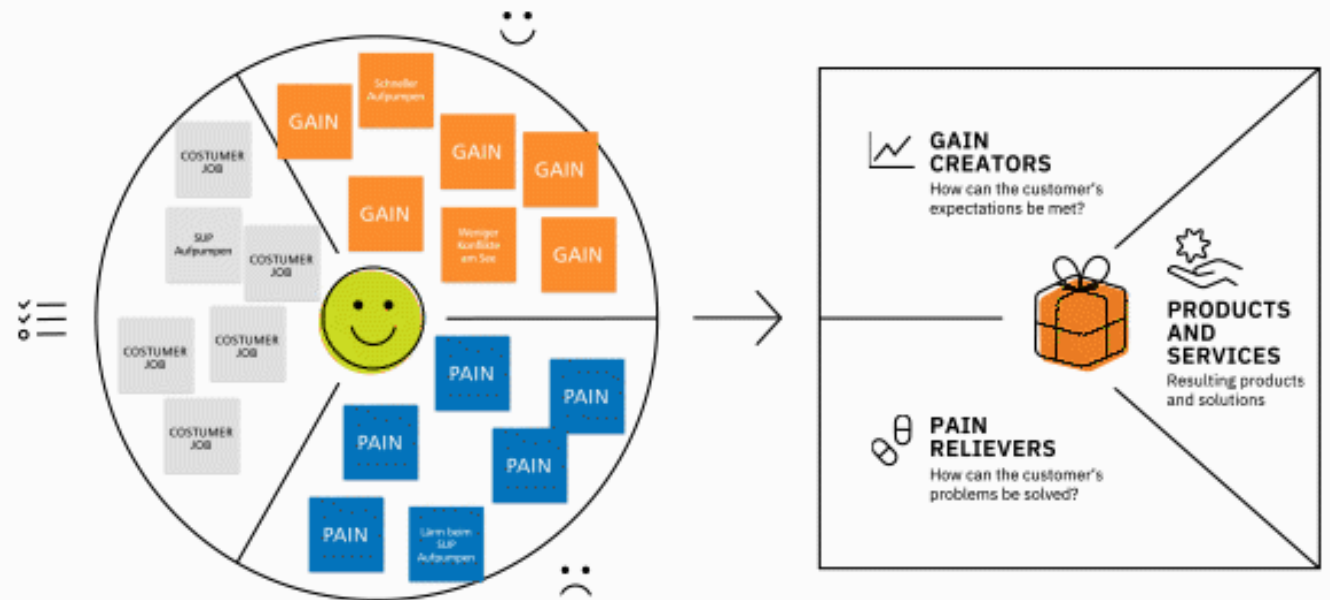 COSTUMER
JOB
SUP
Aufpumpen
COSTUMER
JOB
COSTUMER
JOB
COSTUMER
JOB
COSTUMER
JOB
GAIN
Schneller
Aufpumpen
GAIN
GAIN
GAIN
Weniger
Konflikte
am See
GAIN
PAIN
PAIN
PAIN
PAIN
PAIN
Lärm beim
SUP
Aufpumpen
GAIN
CREATORS
How can the customer's
expectations be met?
PRODUCTS
AND
SERVICES
Resulting products
and solutions
PAIN
RELIEVERS
How can the customer's
problems be solved?